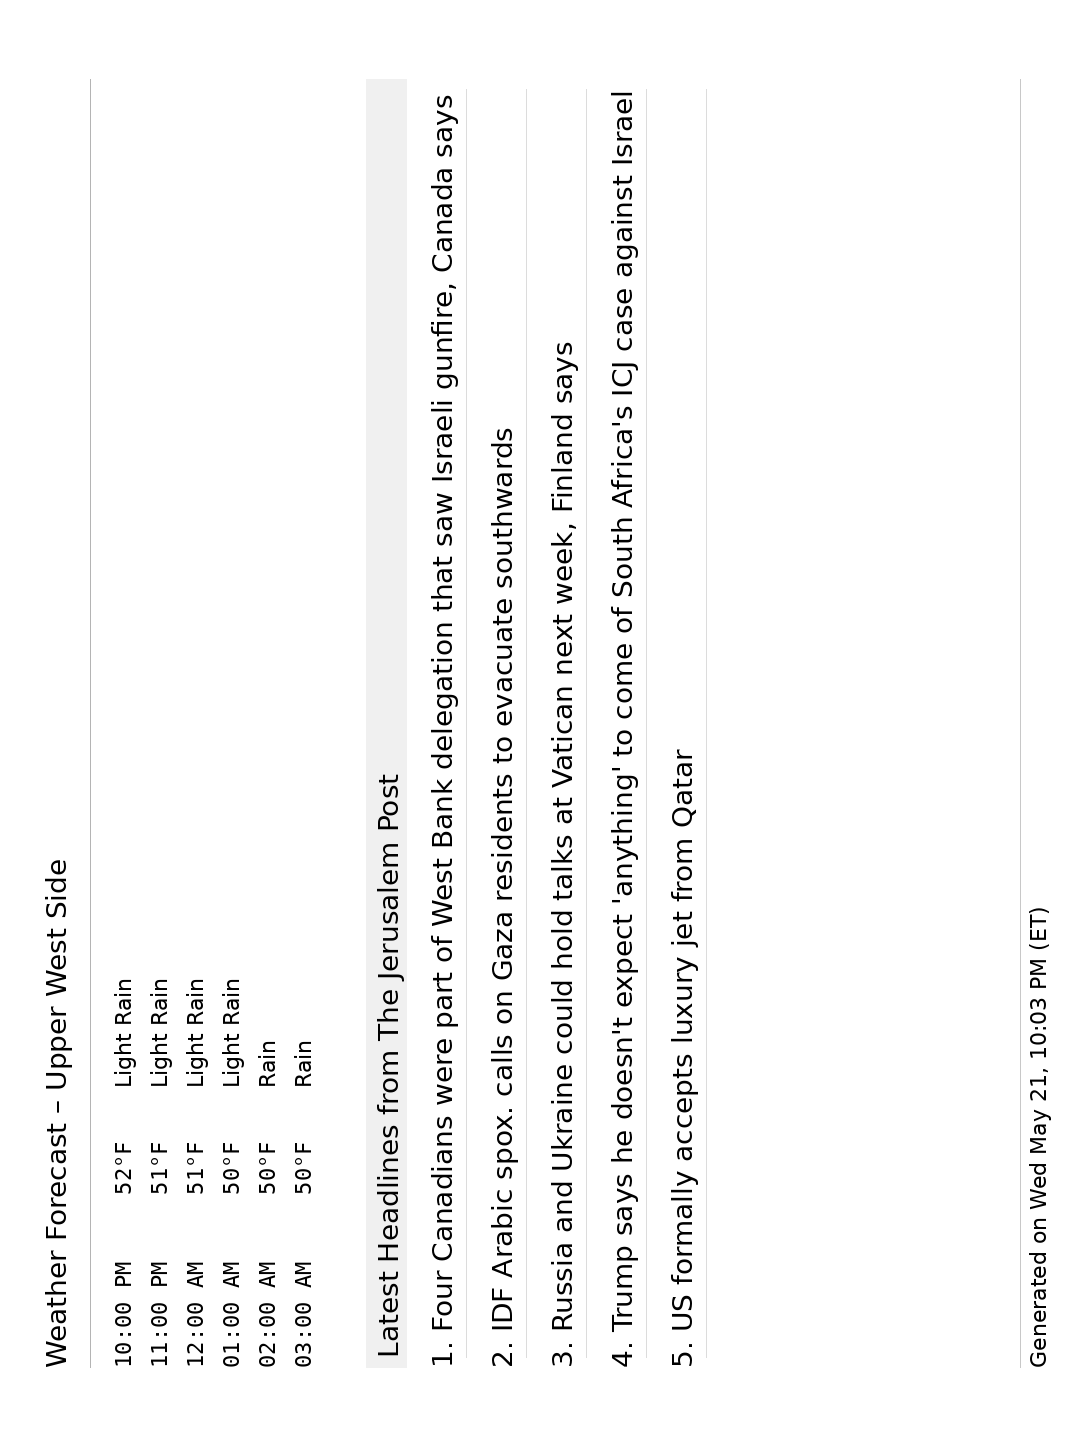 Weather Forecast – Upper West Side
10:00 PM 52°F Light Rain
11:00 PM 51°F Light Rain
12:00 AM 51°F Light Rain
01:00 AM 50°F Light Rain
02:00 AM 50°F Rain
03:00 AM 50°F Rain
Latest Headlines from The Jerusalem Post
1. Four Canadians were part of West Bank delegation that saw Israeli gunfire, Canada says
2. IDF Arabic spox. calls on Gaza residents to evacuate southwards
3. Russia and Ukraine could hold talks at Vatican next week, Finland says
4. Trump says he doesn't expect 'anything' to come of South Africa's ICJ case against Israel
5. US formally accepts luxury jet from Qatar
Generated on Wed May 21, 10:03 PM (ET)